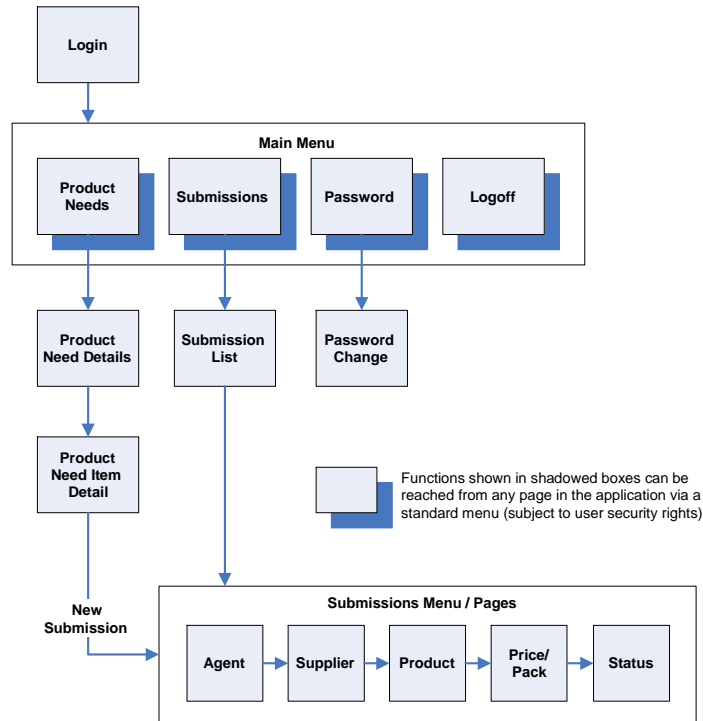 Login
Main Menu
Product
Needs
Submissions
Password
Logoff
Product
Need Details
Submission
List
Password
Change
Product
Need Item
Detail
Functions shown in shadowed boxes can be
reached from any page in the application via a
standard menu (subject to user security rights)
New
Submission
Submissions Menu / Pages
Agent
Supplier
Product
Price/
Pack
Status